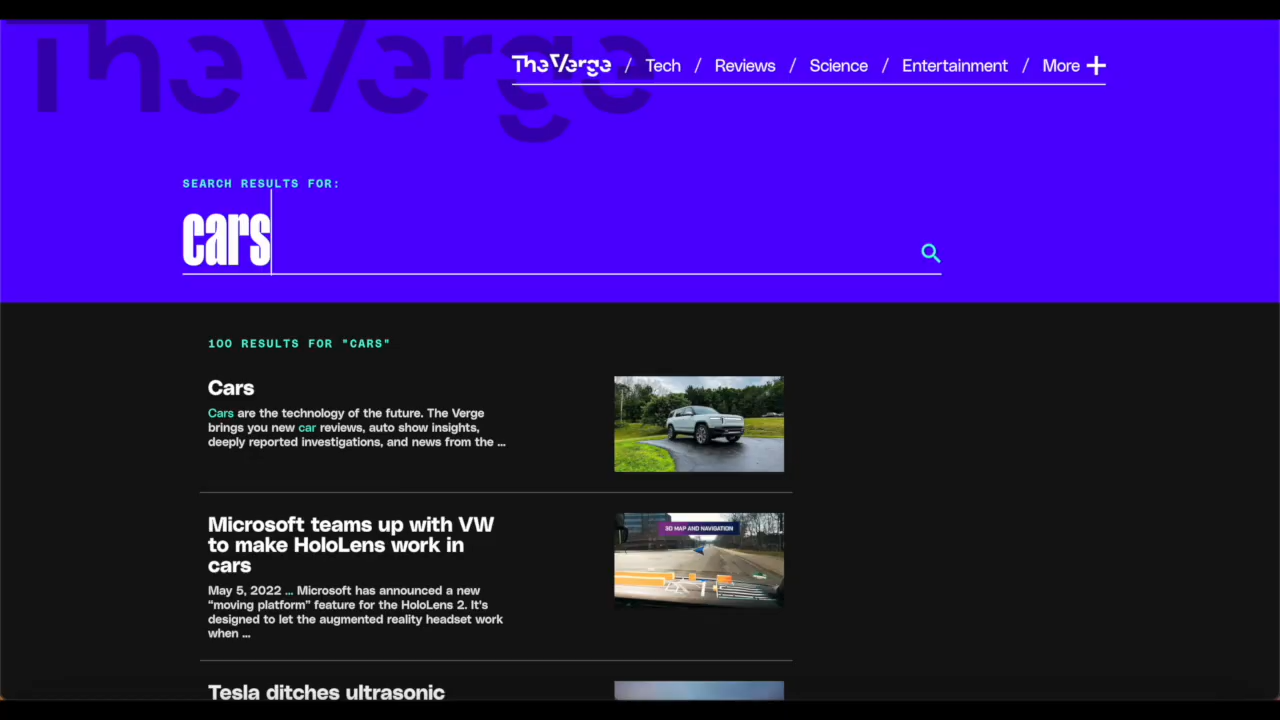 The Verge
The Verge / Tech / Reviews / Science / Entertainment / More +
SEARCH RESULTS FOR:
cars
100 RESULTS FOR "CARS"
Cars
Cars are the technology of the future. The Verge
brings you new car reviews, auto show insights,
deeply reported investigations, and news from the ...
Microsoft teams up with VW
to make HoloLens work in
cars
3D MAP AND NAVIGATION
May 5, 2022 ... Microsoft has announced a new
“moving platform” feature for the HoloLens 2. It's
designed to let the augmented reality headset work
when ...
Tesla ditches ultrasonic